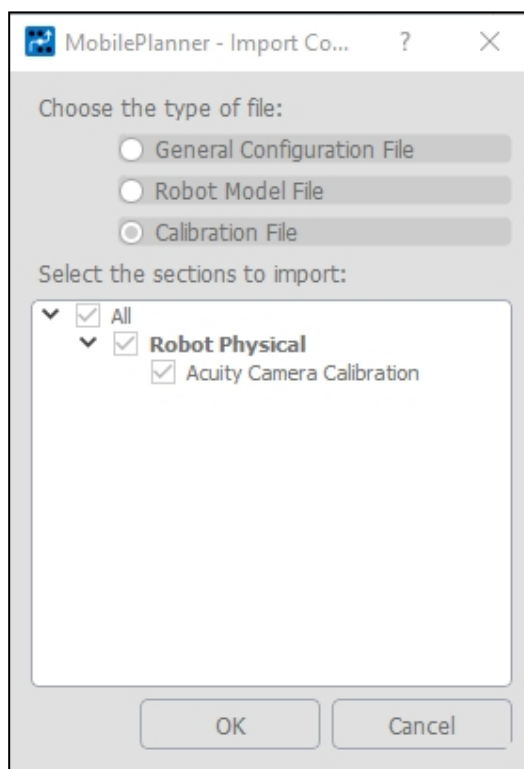 MobilePlanner - Import Co... ?
Choose the type of file:
General Configuration File
Robot Model File
Calibration File
Select the sections to import:
All
Robot Physical
Acuity Camera Calibration
OK Cancel